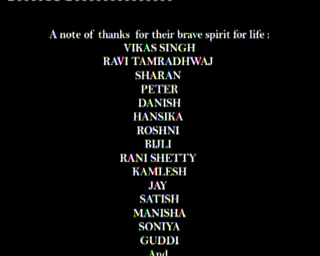 A note of thanks for their brave spirit for life :
VIKAS SINGH
RAVI TAMRADHWAJ
SHARAN
PETER
DANISH
HANSIKA
ROSHNI
BIJLI
RANI SHETTY
KAMLESH
JAY
SATISH
MANISHA
SONIYA
GUDDI
And